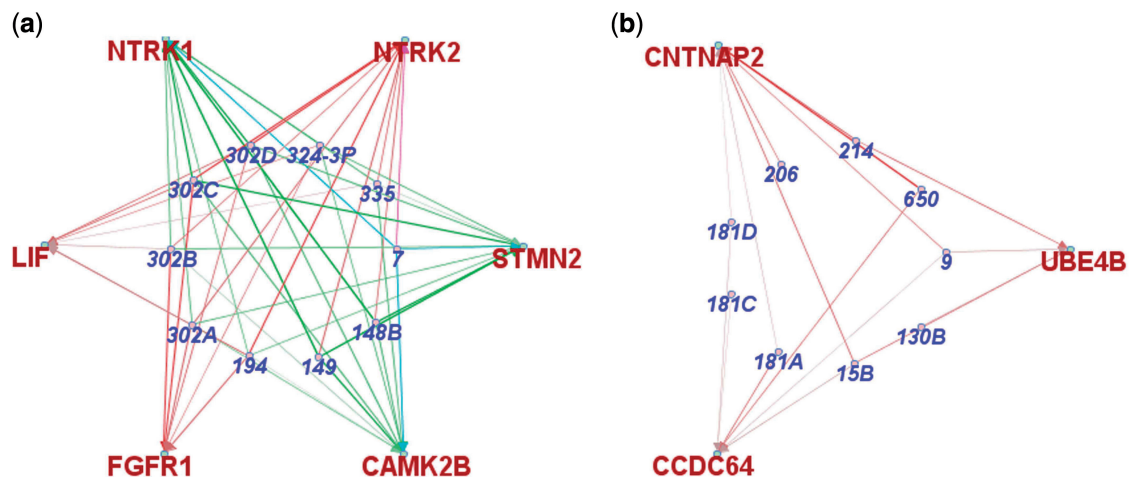 (a)
NTRK1
NTRK2
302D
324-3P
302C
335
LIF
302B
7
STMN2
302A
148B
194
149
FGFR1
CAMK2B
(b)
CNTNAP2
214
206
650
181D
9
UBE4B
181C
130B
181A
15B
CCDC64